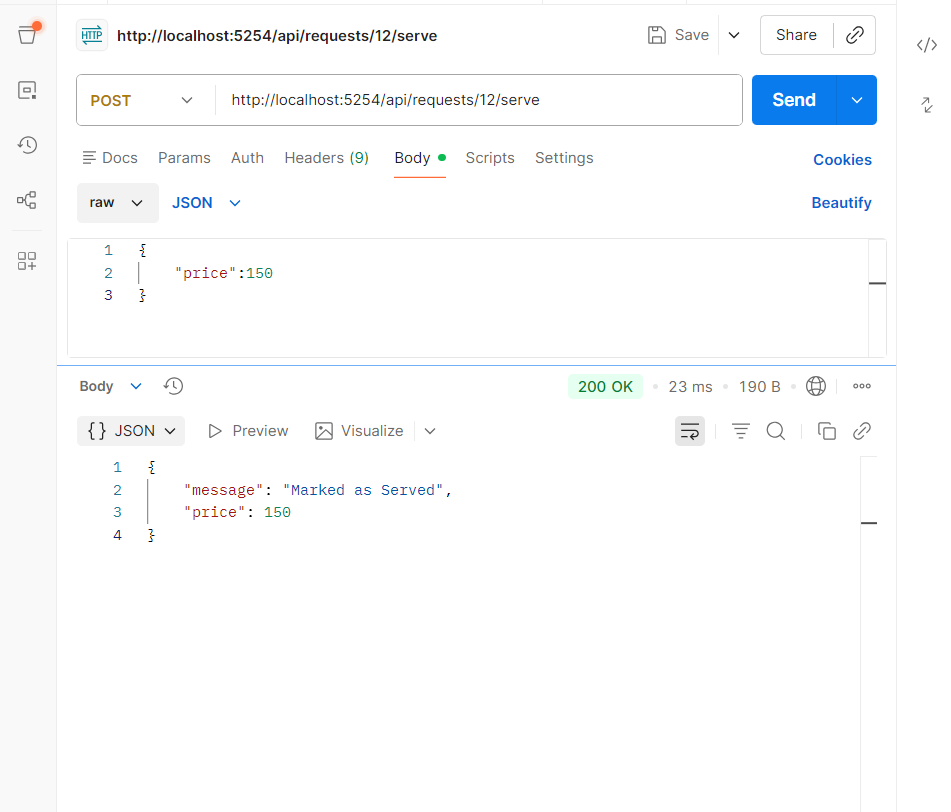 HTTP http://localhost:5254/api/requests/12/serve Save Share
POST http://localhost:5254/api/requests/12/serve Send
Docs Params Auth Headers (9) Body Scripts Settings Cookies
raw JSON Beautify
1 {
2 "price":150
3 }
Body 200 OK 23 ms 190 B
{} JSON Preview Visualize
1 {
2 "message": "Marked as Served",
3 "price": 150
4 }